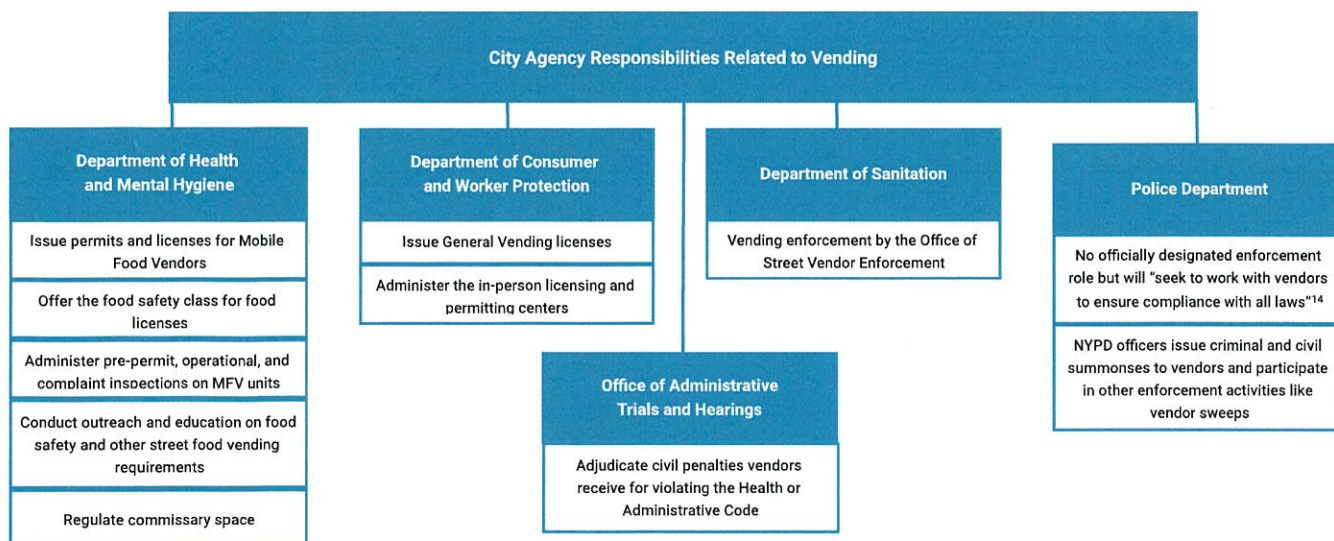 City Agency Responsibilities Related to Vending
Department of Health
and Mental Hygiene
Issue permits and licenses for Mobile
Food Vendors
Offer the food safety class for food
licenses
Administer pre-permit, operational, and
complaint inspections on MFV units
Conduct outreach and education on food
safety and other street food vending
requirements
Regulate commissary space
Department of Consumer
and Worker Protection
Issue General Vending licenses
Administer the in-person licensing and
permitting centers
Office of Administrative
Trials and Hearings
Adjudicate civil penalties vendors
receive for violating the Health or
Administrative Code
Department of Sanitation
Vending enforcement by the Office of
Street Vendor Enforcement
Police Department
No officially designated enforcement
role but will “seek to work with vendors
to ensure compliance with all laws”¹⁴
NYPD officers issue criminal and civil
summonses to vendors and participate
in other enforcement activities like
vendor sweeps